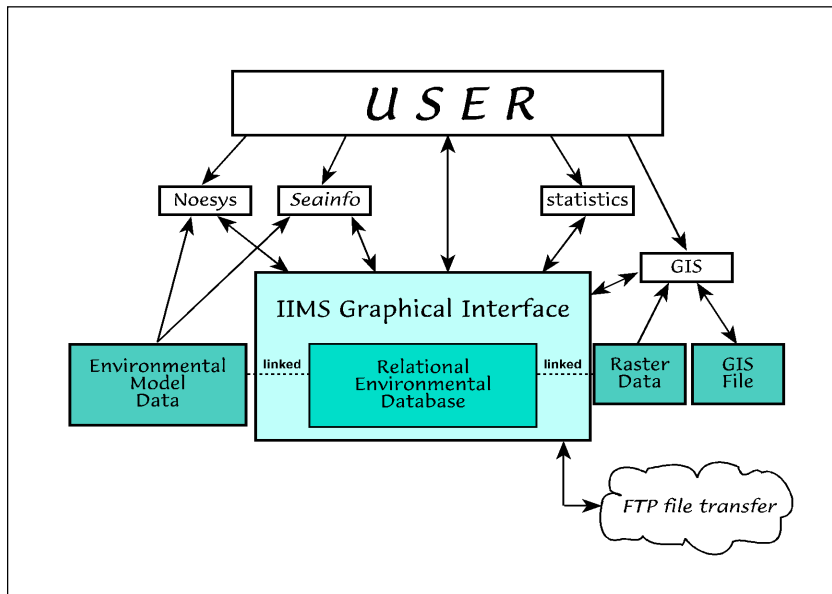 U S E R
Noesys
Seainfo
statistics
GIS
IIMS Graphical Interface
Environmental
Model
Data
linked
Relational
Environmental
Database
linked
Raster
Data
GIS
File
FTP file transfer